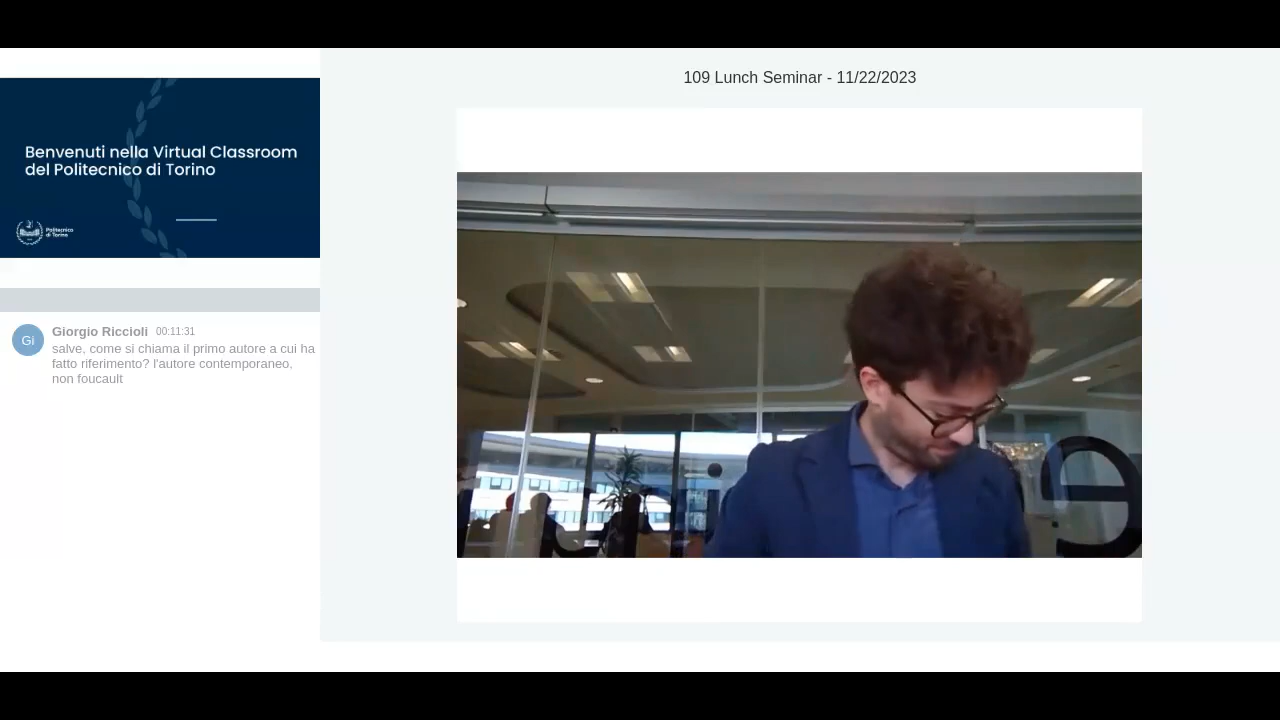 109 Lunch Seminar - 11/22/2023
Benvenuti nella Virtual Classroom
del Politecnico di Torino
Politecnico
di Torino
Gi
Giorgio Riccioli 00:11:31
salve, come si chiama il primo autore a cui ha
fatto riferimento? l'autore contemporaneo,
non foucault